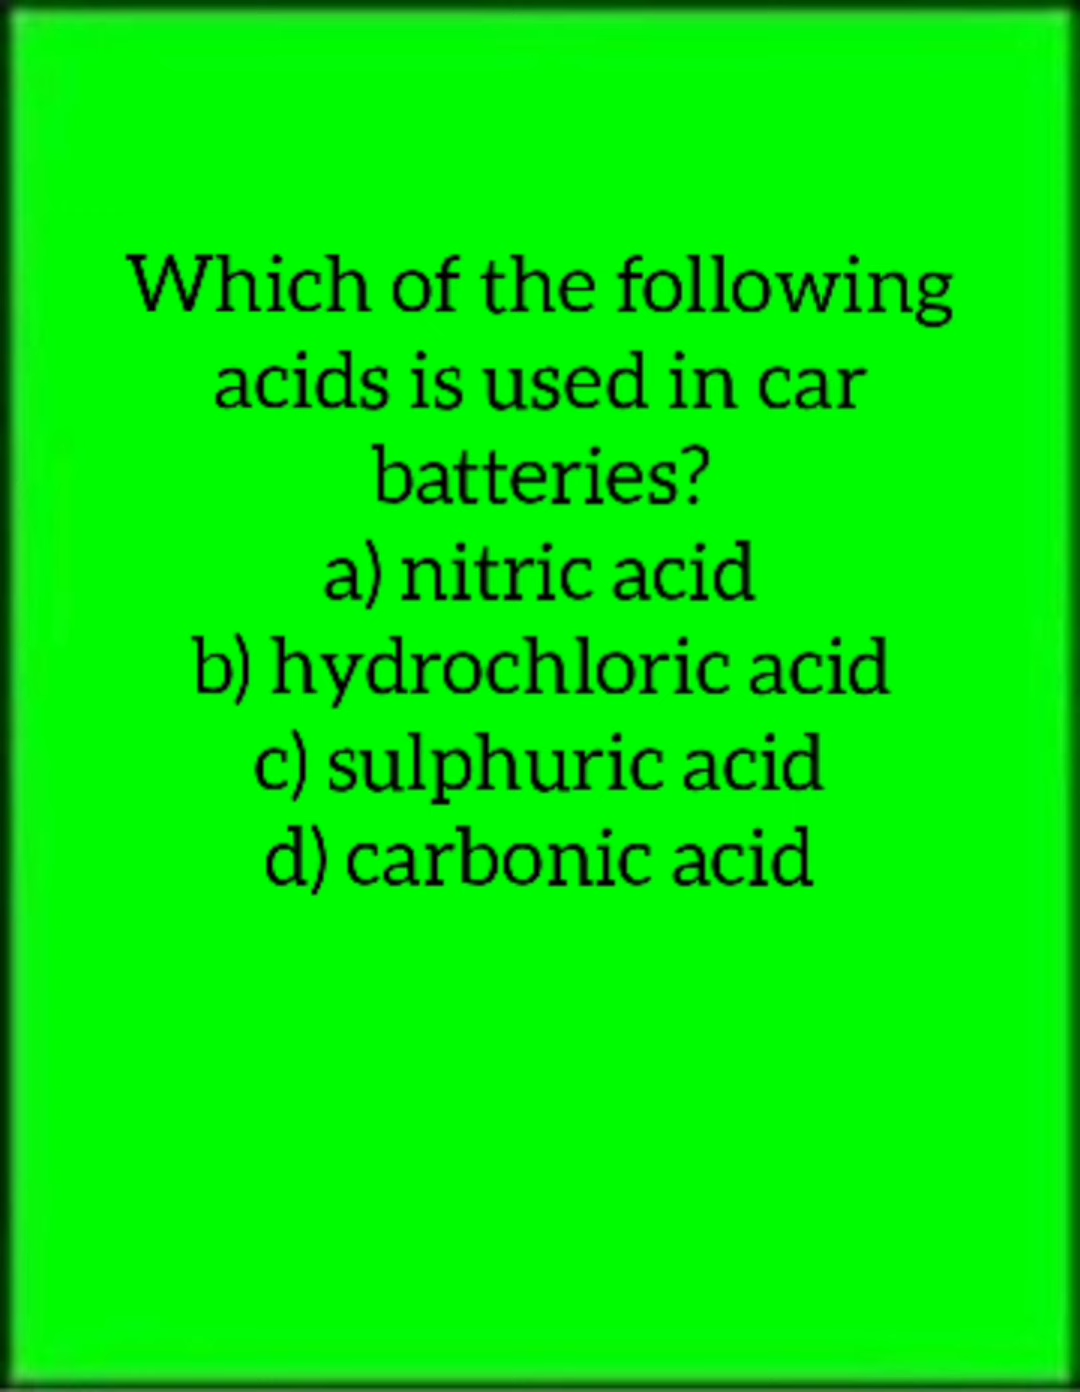 Which of the following
acids is used in car
batteries?
a) nitric acid
b) hydrochloric acid
c) sulphuric acid
d) carbonic acid